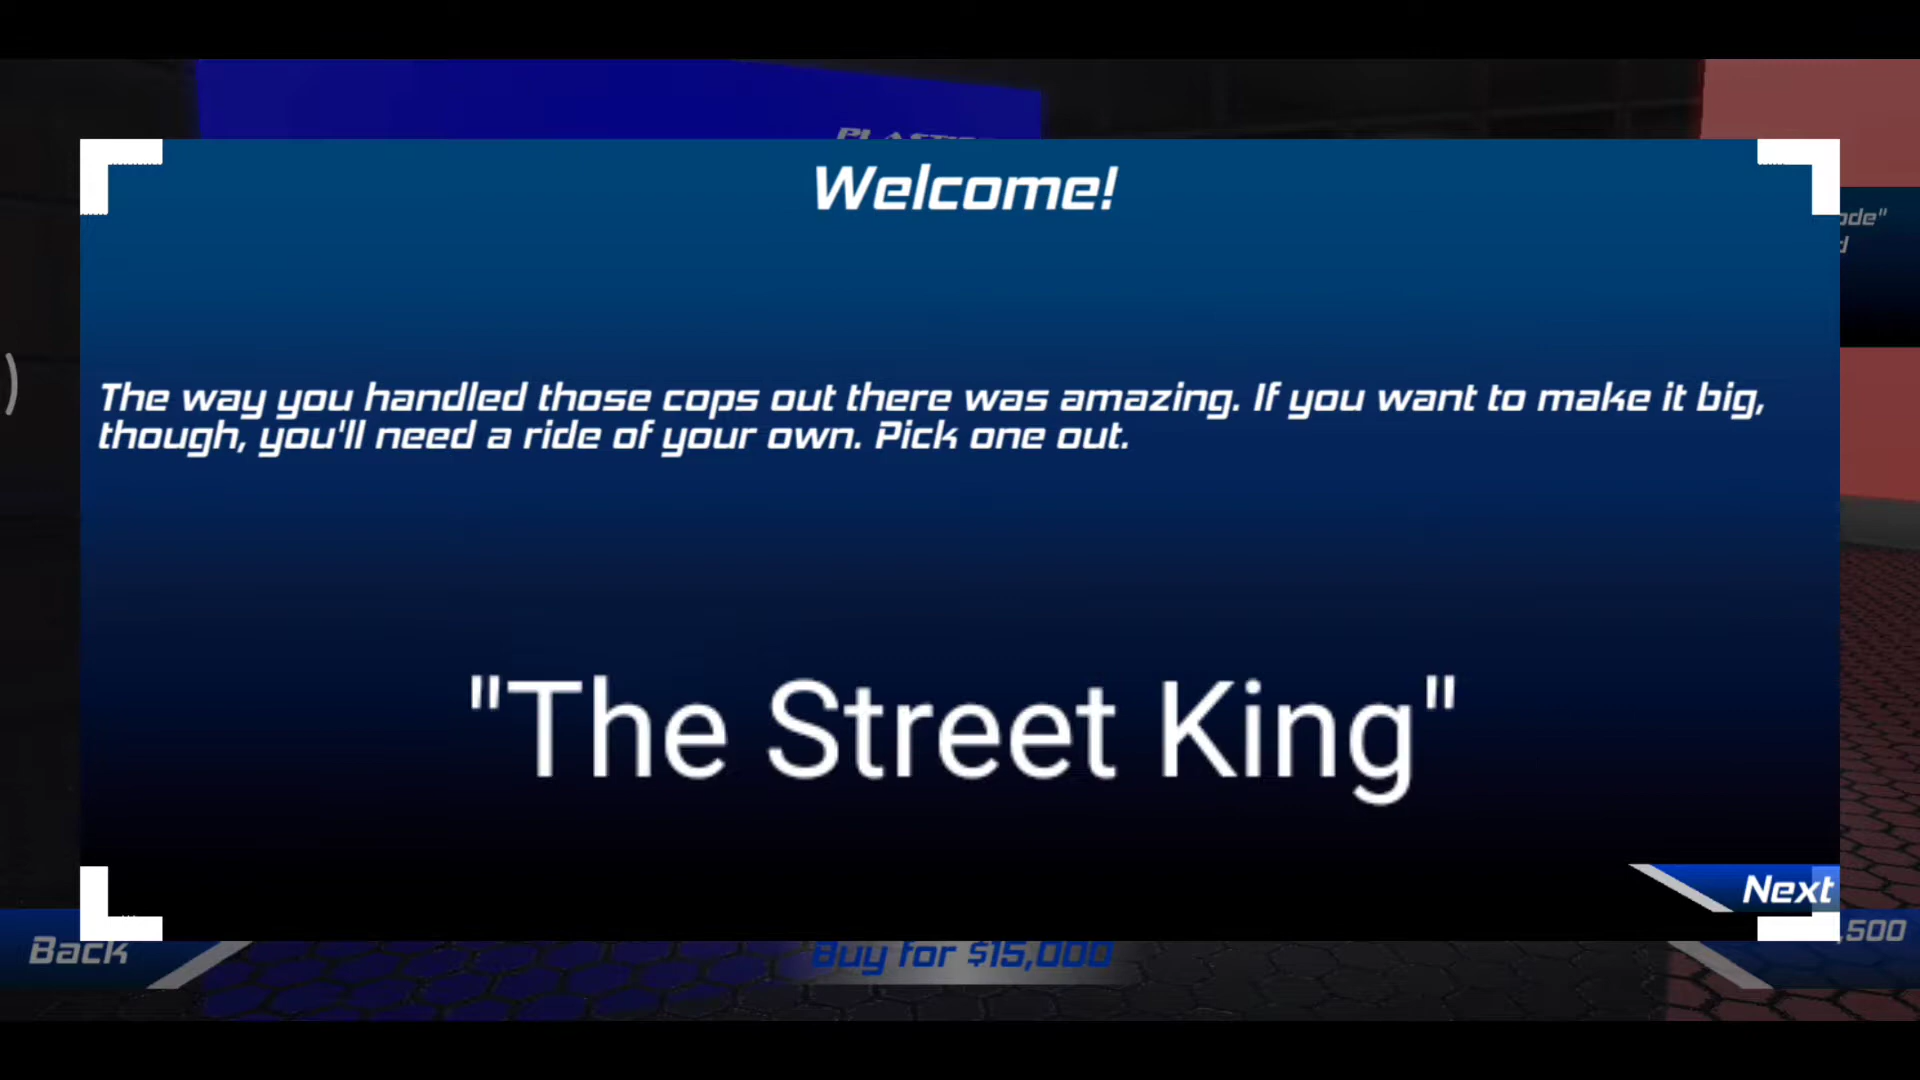 Welcome!
ode"
d
The way you handled those cops out there was amazing. If you want to make it big,
though, you'll need a ride of your own. Pick one out.
"The Street King"
Next
Back
Buy for $15,000
,500